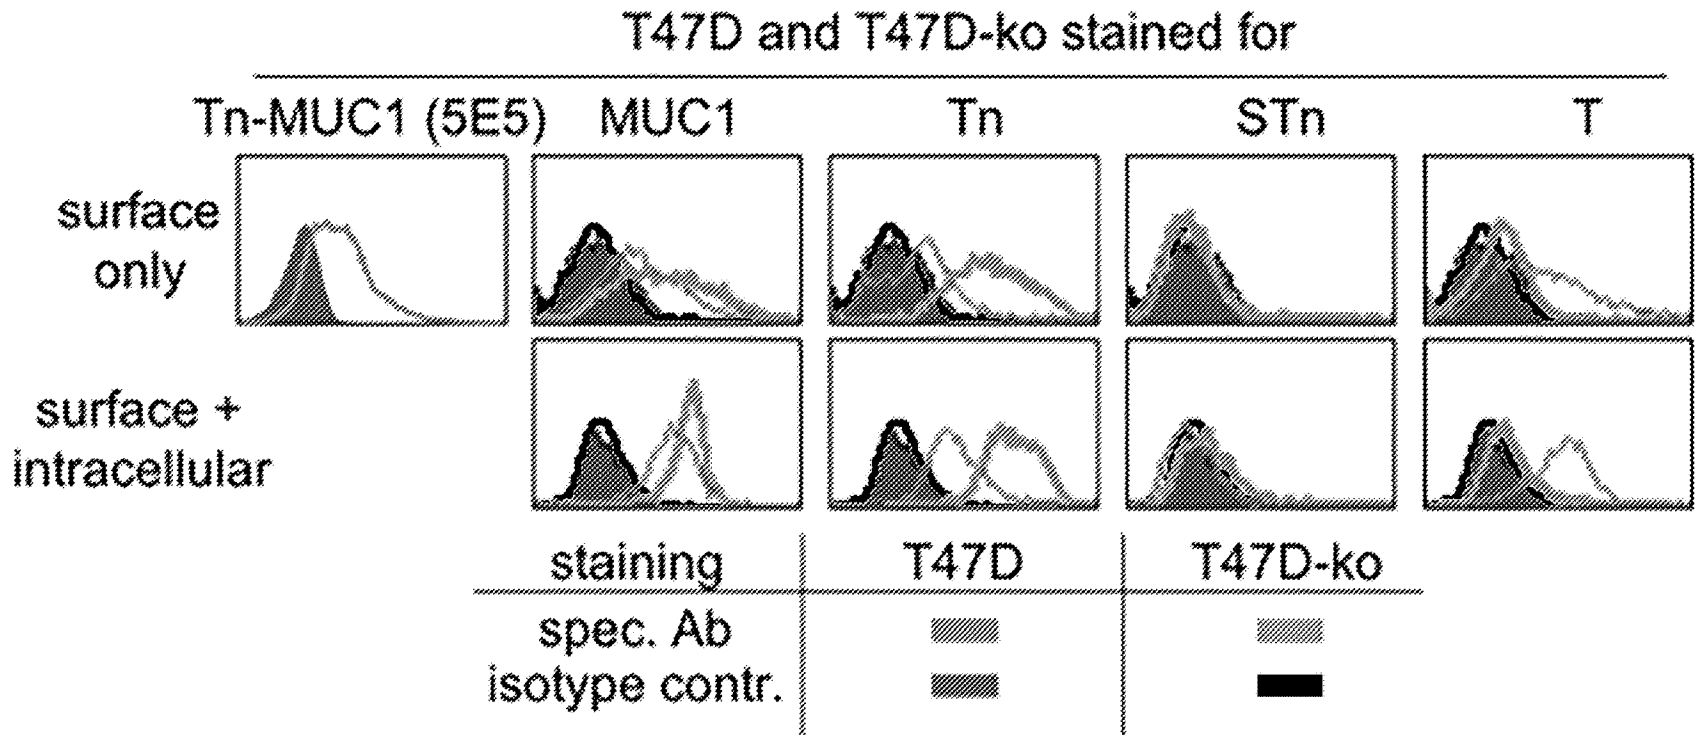 T47D and T47D-ko stained for
Tn-MUC1 (5E5) MUC1 Tn STn T
surface
only
surface +
intracellular
staining T47D T47D-ko
spec. Ab
isotype contr.